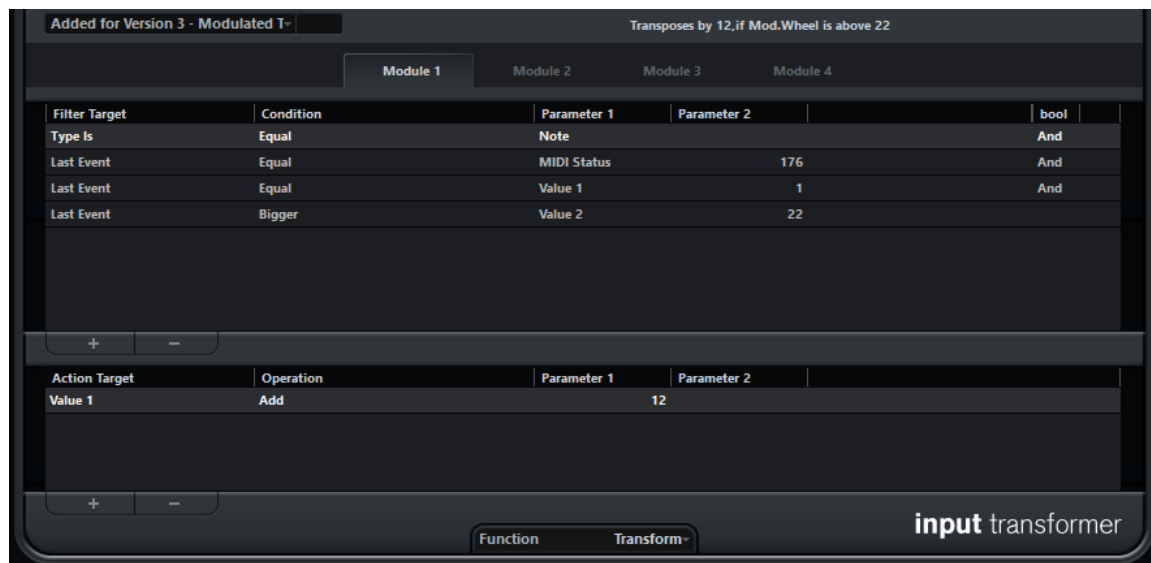 Added for Version 3 - Modulated T
Transposes by 12,if Mod.Wheel is above 22
Module 1 Module 2 Module 3 Module 4
Filter Target Condition Parameter 1 Parameter 2 bool
Type Is Equal Note And
Last Event Equal MIDI Status 176 And
Last Event Equal Value 1 1 And
Last Event Bigger Value 2 22
+ −
Action Target Operation Parameter 1 Parameter 2
Value 1 Add 12
+ −
input transformer
Function Transform